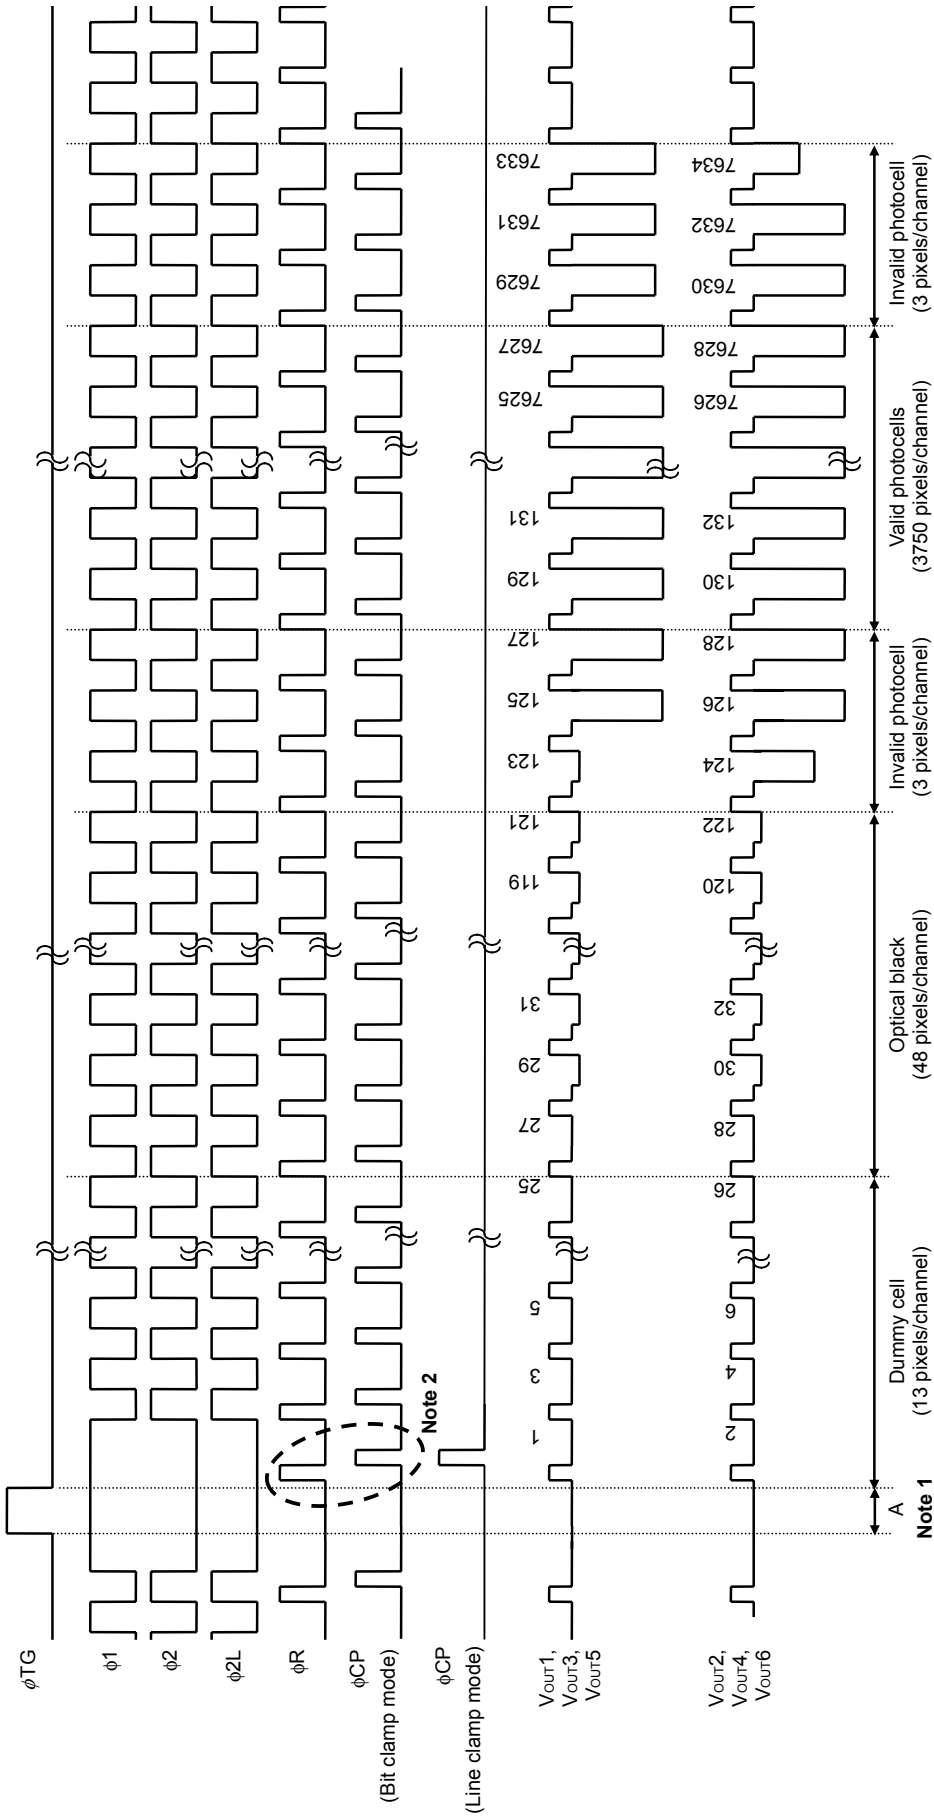 ϕTG
ϕ1
ϕ2
ϕ2L
ϕR
ϕCP
(Bit clamp mode)
ϕCP
(Line clamp mode)
Note 2
VOUT1,
VOUT3,
VOUT5
1
3
5
25
27
29
31
119
121
123
125
127
129
131
7625
7627
7629
7631
7633
VOUT2,
VOUT4,
VOUT6
2
4
6
26
28
30
32
120
122
124
126
128
130
132
7626
7628
7630
7632
7634
A
Note 1
Dummy cell
(13 pixels/channel)
Optical black
(48 pixels/channel)
Invalid photocell
(3 pixels/channel)
Valid photocells
(3750 pixels/channel)
Invalid photocell
(3 pixels/channel)